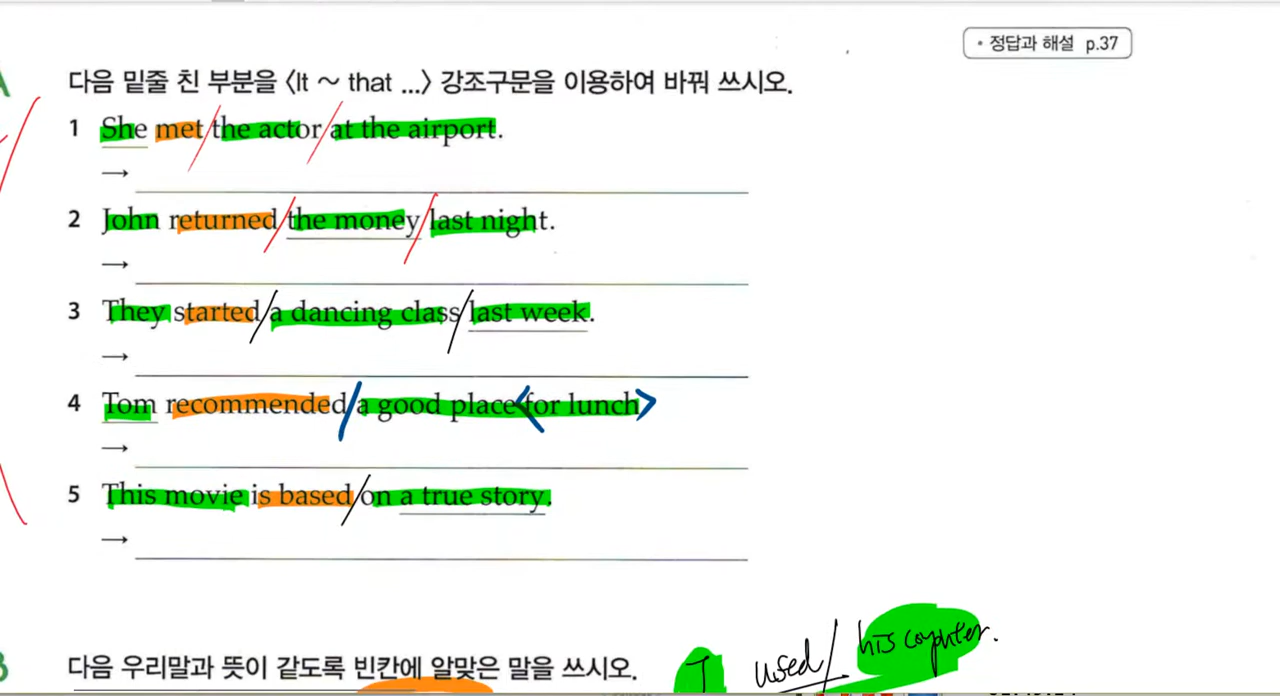 • 정답과 해설 p.37
A
다음 밑줄 친 부분을 〈It ~ that ...〉 강조구문을 이용하여 바꿔 쓰시오.
1 She met / the actor / at the airport.
→
2 John returned / the money / last night.
→
3 They started / a dancing class / last week.
→
4 Tom recommended / a good place <for lunch>
→
5 This movie is based / on a true story.
→
I used / his computer.
B 다음 우리말과 뜻이 같도록 빈칸에 알맞은 말을 쓰시오.